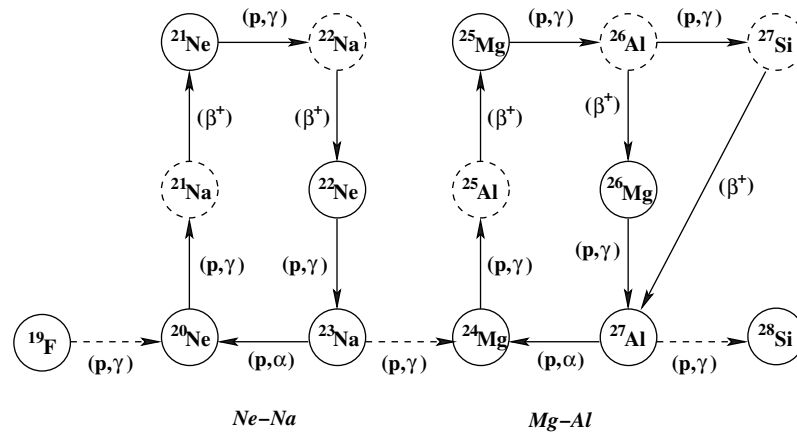 (p,γ) (p,γ) (p,γ)
²¹Ne ²²Na ²⁵Mg ²⁶Al ²⁷Si
(β⁺) (β⁺) (β⁺) (β⁺)
²¹Na ²²Ne ²⁵Al ²⁶Mg (β⁺)
(p,γ) (p,γ) (p,γ) (p,γ)
¹⁹F ²⁰Ne ²³Na ²⁴Mg ²⁷Al ²⁸Si
(p,γ) (p,α) (p,γ) (p,α) (p,γ)
Ne−Na Mg−Al